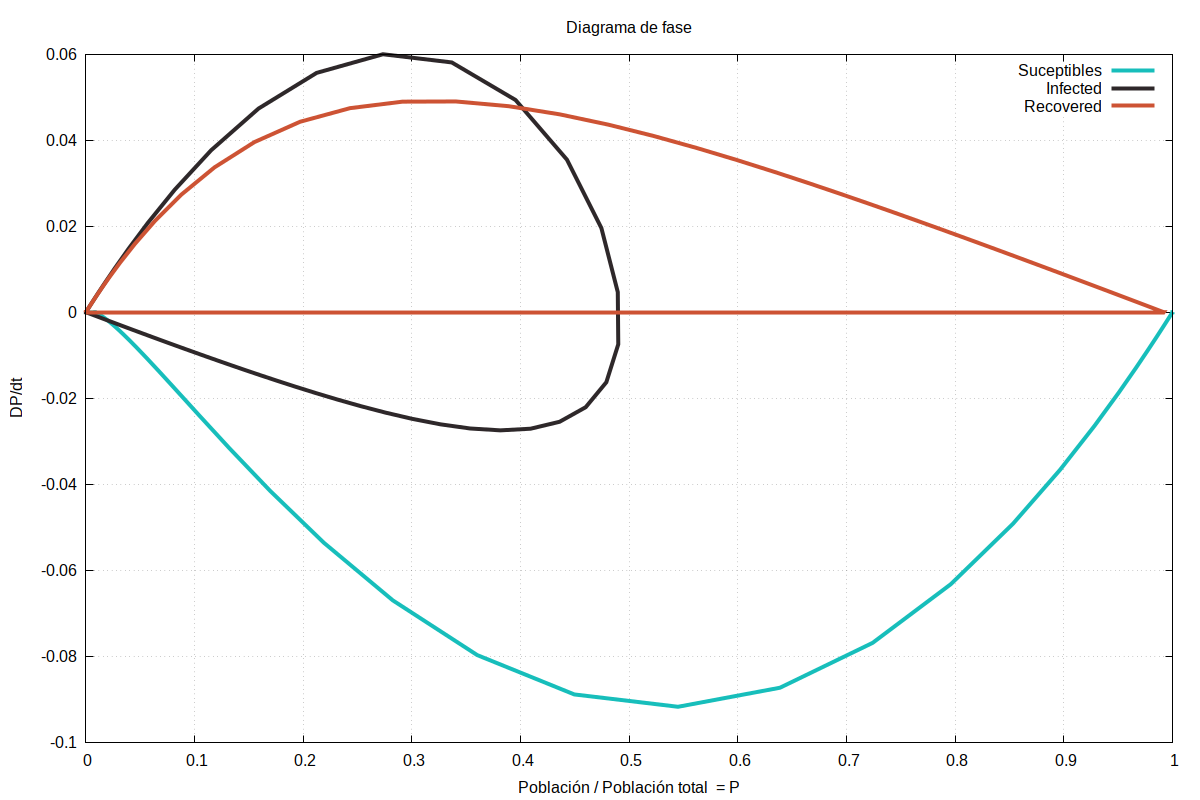 Diagrama de fase
Suceptibles
Infected
Recovered
0.06
0.04
0.02
0
-0.02
-0.04
-0.06
-0.08
-0.1
DP/dt
0 0.1 0.2 0.3 0.4 0.5 0.6 0.7 0.8 0.9 1
Población / Población total = P